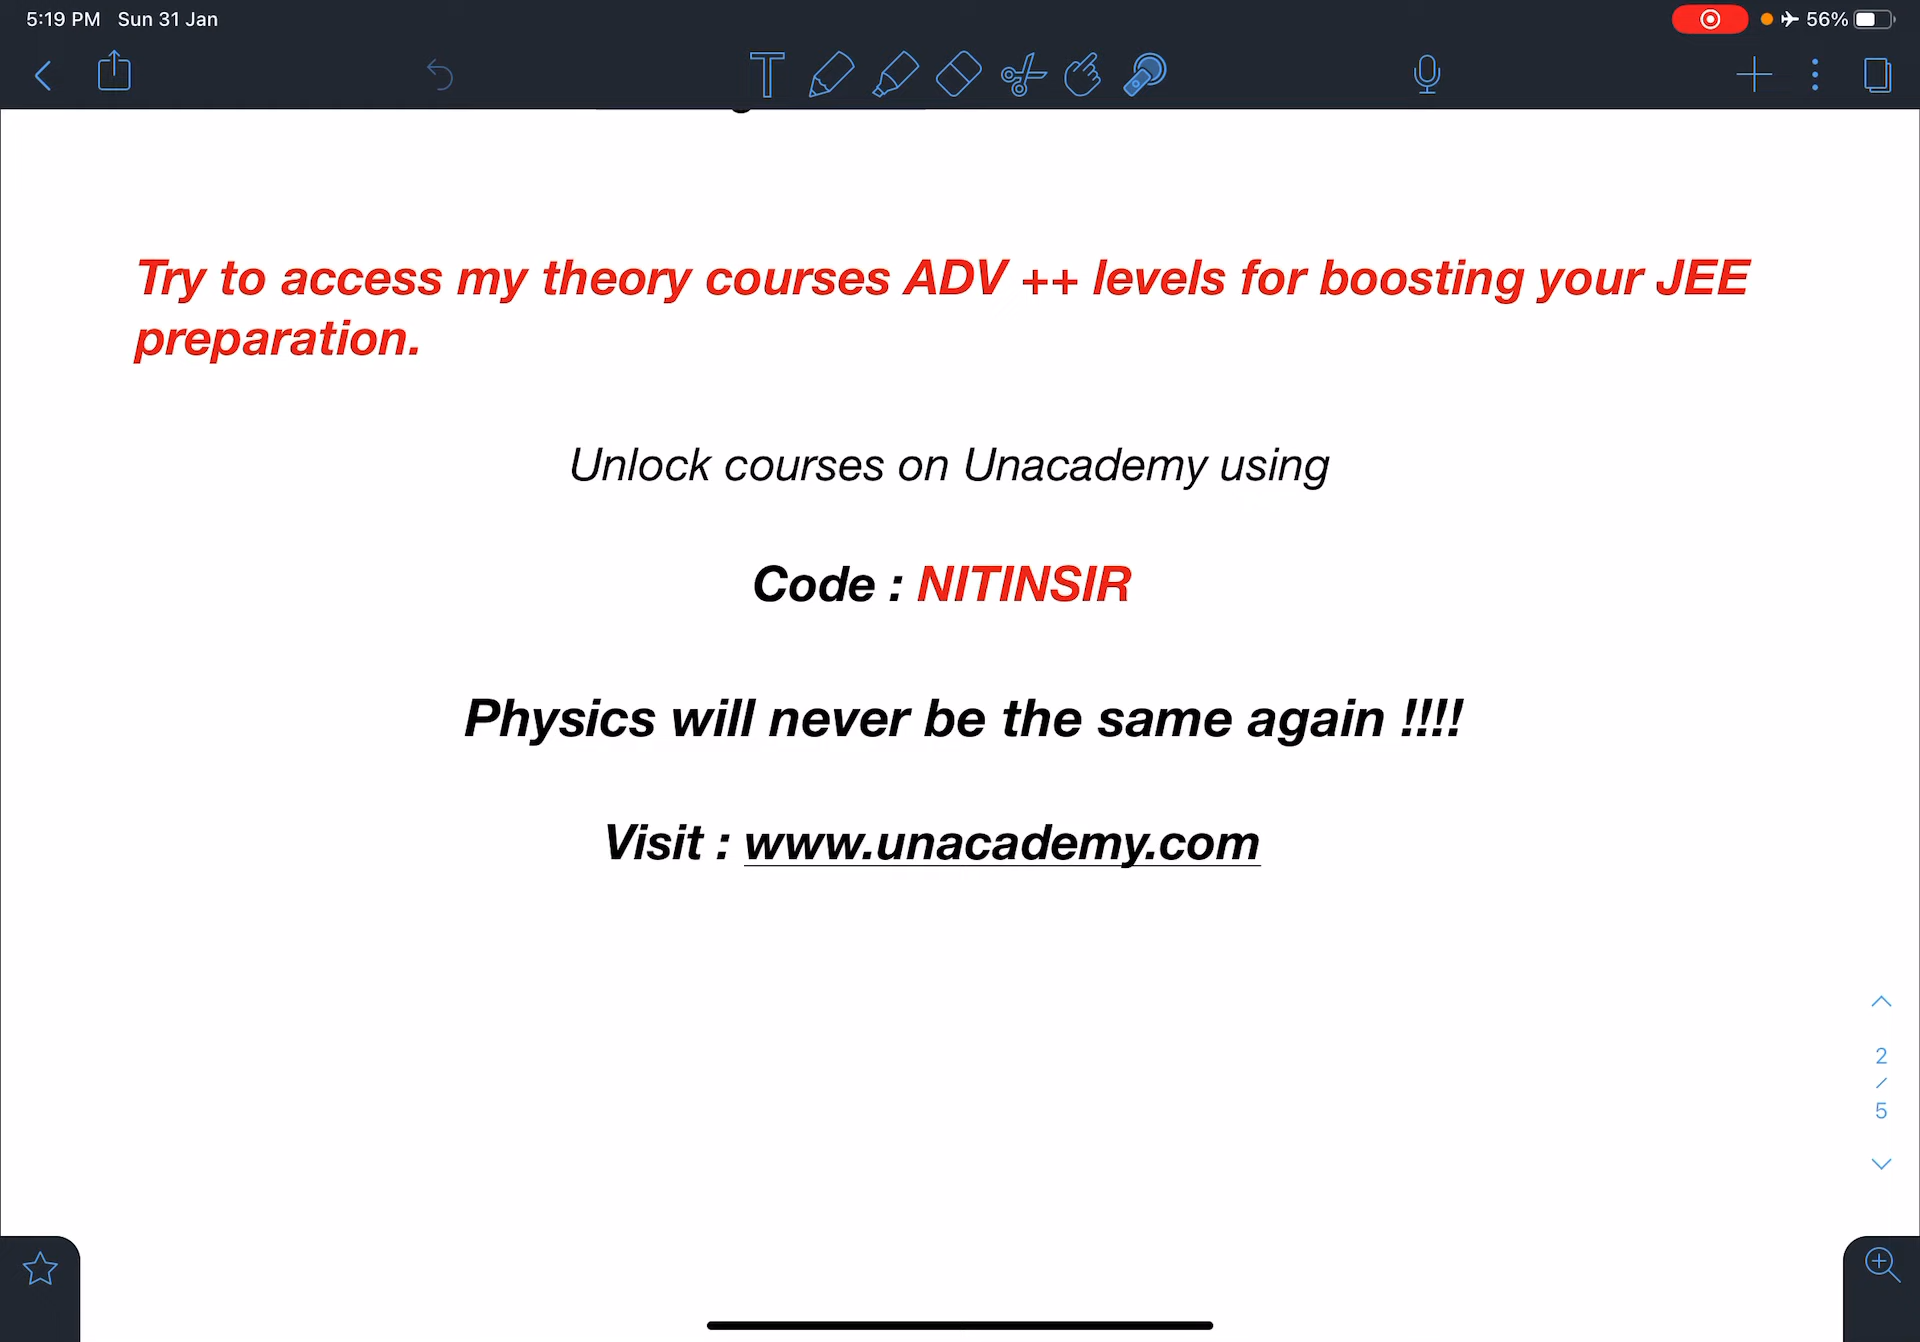 5:19 PM Sun 31 Jan
56%
Try to access my theory courses ADV ++ levels for boosting your JEE
preparation.
Unlock courses on Unacademy using
Code : NITINSIR
Physics will never be the same again !!!!
Visit : www.unacademy.com
2
/
5